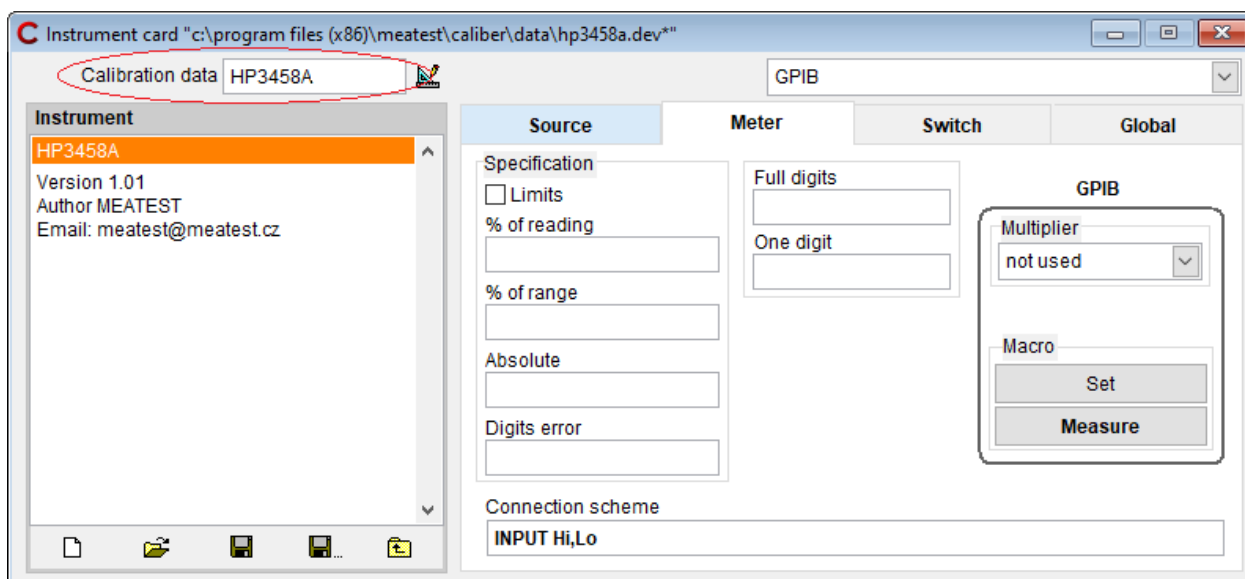 Instrument card "c:\program files (x86)\meatest\caliber\data\hp3458a.dev*"
Calibration data HP3458A
GPIB
Instrument
HP3458A
Version 1.01
Author MEATEST
Email: meatest@meatest.cz
Source Meter Switch Global
Specification
Limits
% of reading
% of range
Absolute
Digits error
Full digits
One digit
GPIB
Multiplier
not used
Macro
Set
Measure
Connection scheme
INPUT Hi,Lo